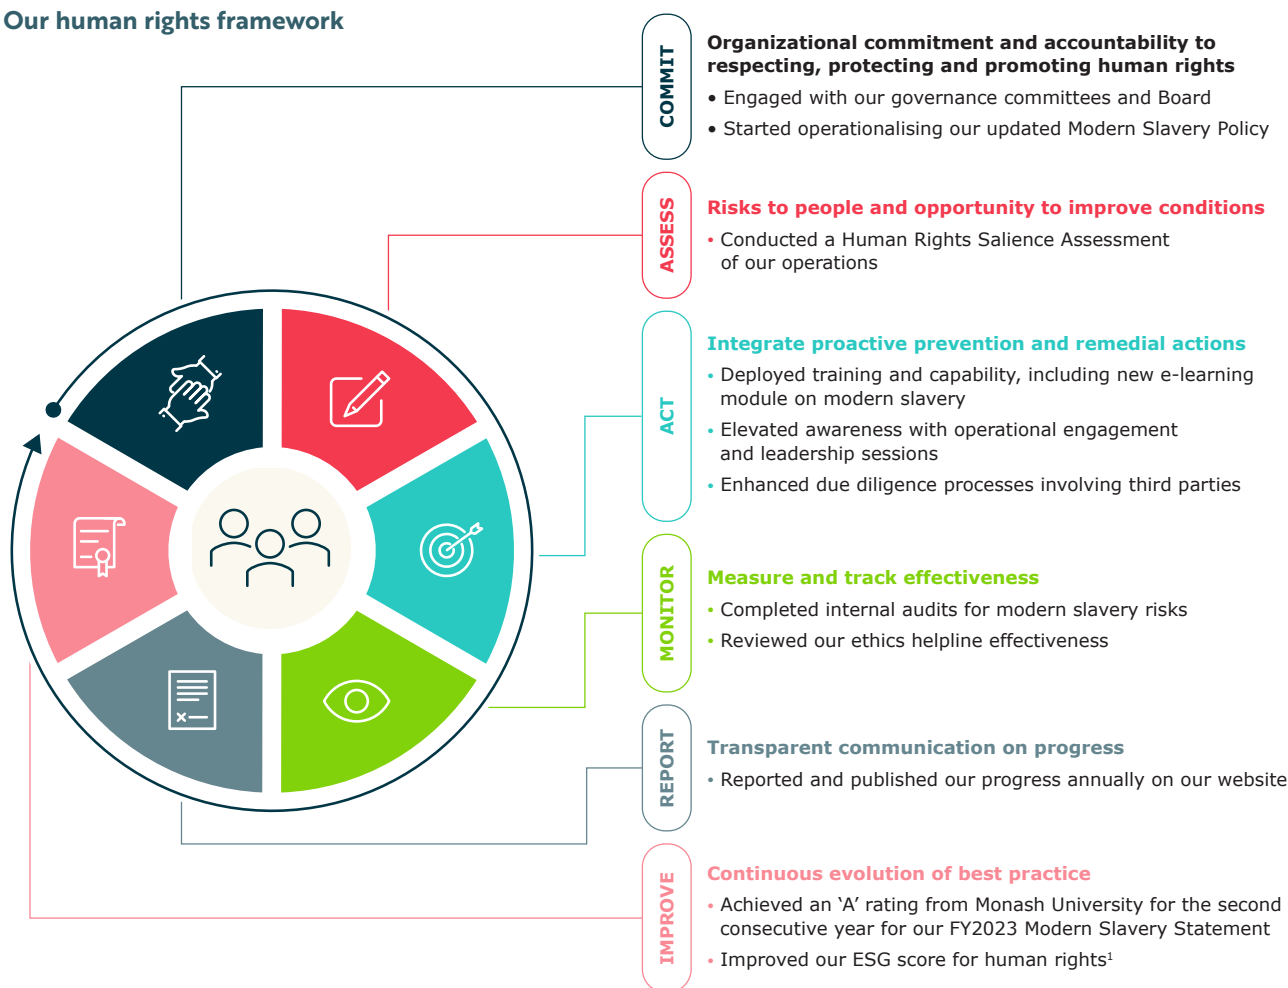 Our human rights framework
COMMIT
Organizational commitment and accountability to
respecting, protecting and promoting human rights
• Engaged with our governance committees and Board
• Started operationalising our updated Modern Slavery Policy
ASSESS
Risks to people and opportunity to improve conditions
• Conducted a Human Rights Salience Assessment
of our operations
ACT
Integrate proactive prevention and remedial actions
• Deployed training and capability, including new e-learning
module on modern slavery
• Elevated awareness with operational engagement
and leadership sessions
• Enhanced due diligence processes involving third parties
MONITOR
Measure and track effectiveness
• Completed internal audits for modern slavery risks
• Reviewed our ethics helpline effectiveness
REPORT
Transparent communication on progress
• Reported and published our progress annually on our website
IMPROVE
Continuous evolution of best practice
• Achieved an ‘A’ rating from Monash University for the second
consecutive year for our FY2023 Modern Slavery Statement
• Improved our ESG score for human rights¹